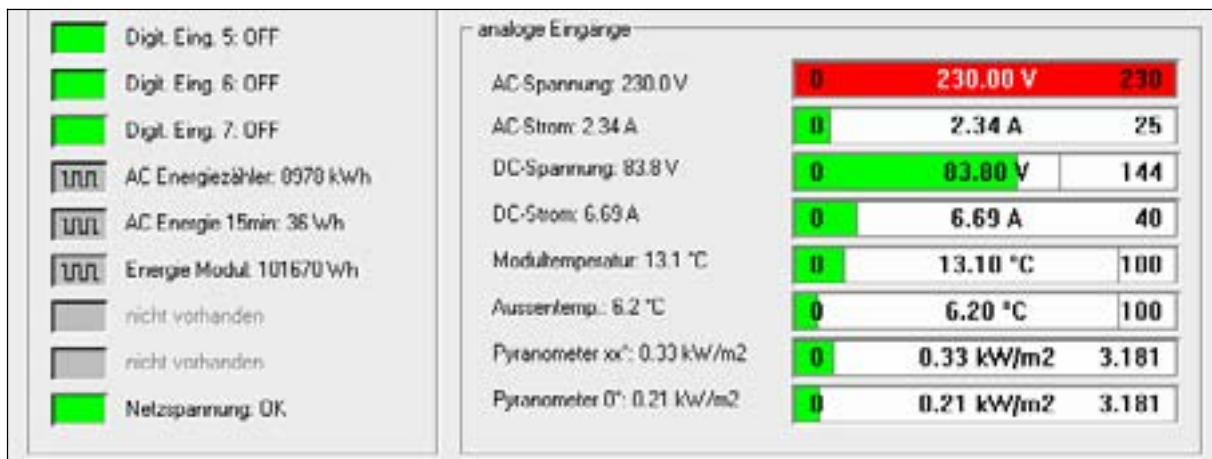 Digit. Eing. 5: OFF
Digit. Eing. 6: OFF
Digit. Eing. 7: OFF
AC Energiezähler: 8978 kWh
AC Energie 15min: 36 Wh
Energie Modul: 101670 Wh
nicht vorhanden
nicht vorhanden
Netzspannung: OK
analoge Eingänge
AC-Spannung: 230.0 V 0 230.00 V 230
AC-Strom: 2.34 A 0 2.34 A 25
DC-Spannung: 83.8 V 0 83.80 V 144
DC-Strom: 6.69 A 0 6.69 A 40
Modultemperatur: 13.1 °C 0 13.10 °C 100
Aussentemp.: 6.2 °C 0 6.20 °C 100
Pyranometer xx°: 0.33 kW/m2 0 0.33 kW/m2 3.181
Pyranometer 0°: 0.21 kW/m2 0 0.21 kW/m2 3.181